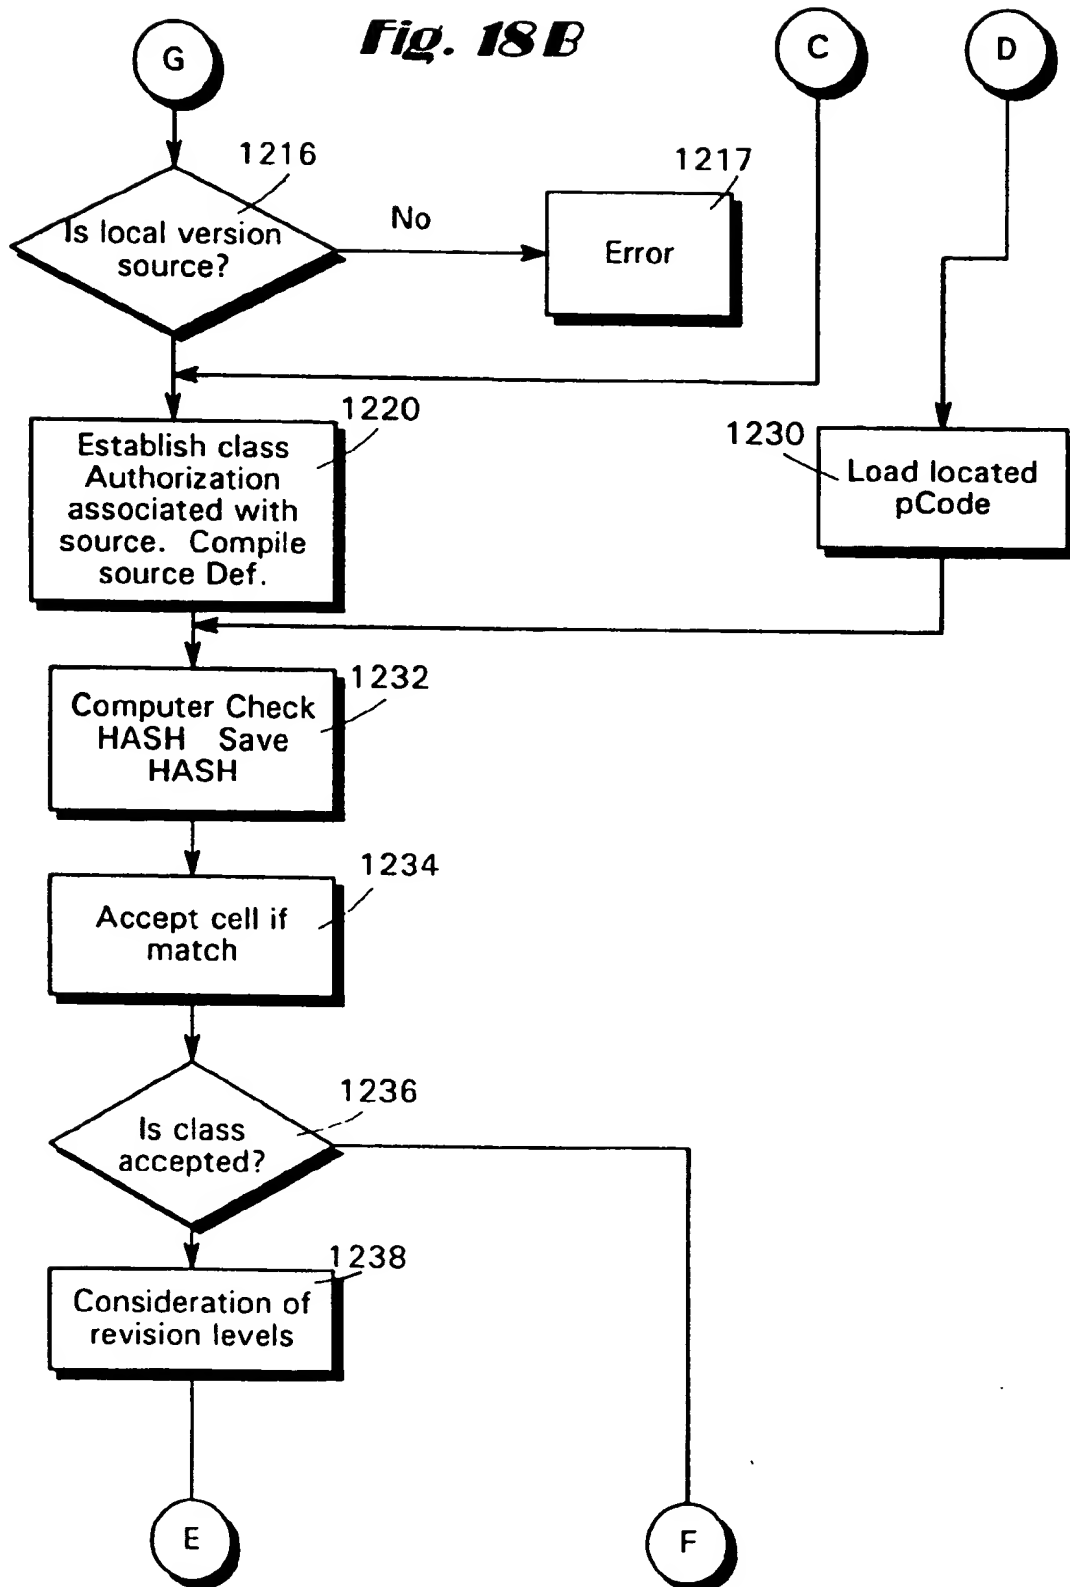 Fig. 18B
G
C
D
1216
1217
Is local version
source?
No
Error
1220
Establish class
Authorization
associated with
source. Compile
source Def.
1230
Load located
pCode
1232
Computer Check
HASH Save
HASH
1234
Accept cell if
match
1236
Is class
accepted?
1238
Consideration of
revision levels
E
F